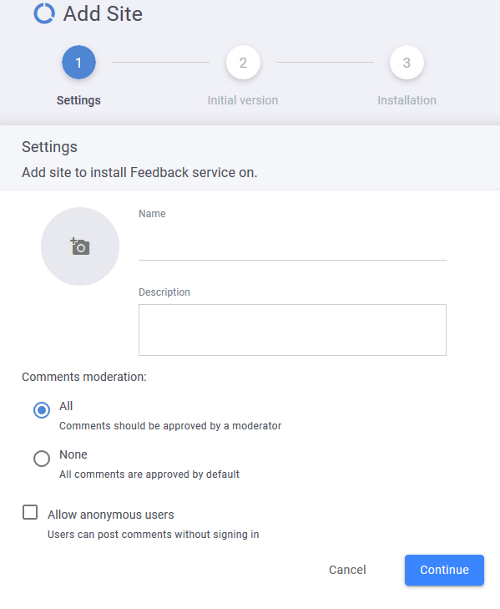 Add Site
1
2
3
Settings
Initial version
Installation
Settings
Add site to install Feedback service on.
Name
Description
Comments moderation:
All
Comments should be approved by a moderator
None
All comments are approved by default
Allow anonymous users
Users can post comments without signing in
Cancel
Continue